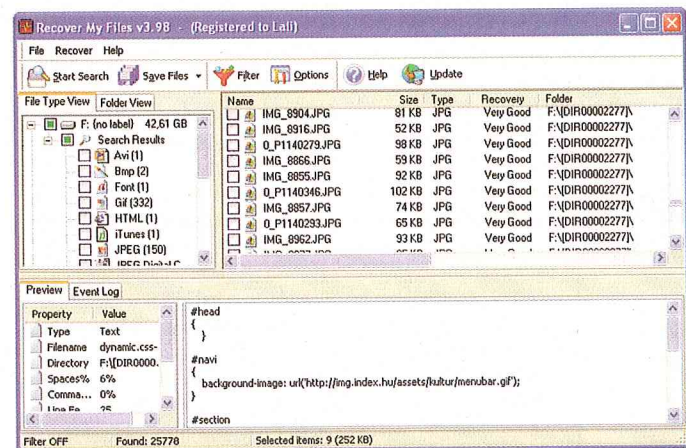 Recover My Files v3.98 - (Registered to Lali)
File Recover Help
Start Search Save Files Filter Options Help Update
File Type View Folder View
F: (no label) 42,61 GB
Search Results
Avi (1)
Bmp (2)
Font (1)
Gif (332)
HTML (1)
iTunes (1)
JPEG (150)
JPEG Digital C
Name Size Type Recovery Folder
IMG_8904.JPG 81 KB JPG Very Good F:\[DIR00002277]\
IMG_8916.JPG 52 KB JPG Very Good F:\[DIR00002277]\
0_P1140279.JPG 98 KB JPG Very Good F:\[DIR00002277]\
IMG_8866.JPG 59 KB JPG Very Good F:\[DIR00002277]\
IMG_8855.JPG 92 KB JPG Very Good F:\[DIR00002277]\
0_P1140346.JPG 102 KB JPG Very Good F:\[DIR00002277]\
IMG_8857.JPG 74 KB JPG Very Good F:\[DIR00002277]\
0_P1140293.JPG 65 KB JPG Very Good F:\[DIR00002277]\
IMG_8962.JPG 93 KB JPG Very Good F:\[DIR00002277]\
Preview Event Log
Property Value
Type Text
Filename dynamic.css-
Directory F:\[DIR0000.
Spaces% 6%
Comma... 0%
Line Fe 25
#head
{
}
#navi
{
background-image: url('http://img.index.hu/assets/kultur/menubar.gif');
}
#section
Filter OFF Found: 25778 Selected items: 9 (252 KB)